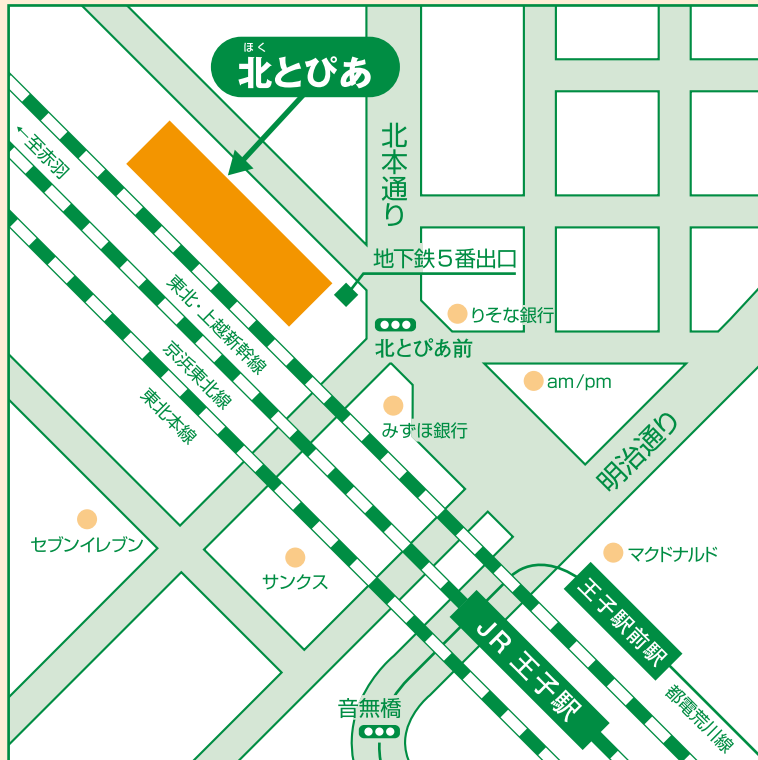 ほく
北とぴあ
北本通り
←至赤羽
地下鉄5番出口
りそな銀行
東北・上越新幹線
北とぴあ前
京浜東北線
am/pm
東北本線
みずほ銀行
明治通り
セブンイレブン
マクドナルド
サンクス
王子駅前駅
JR 王子駅
都電荒川線
音無橋